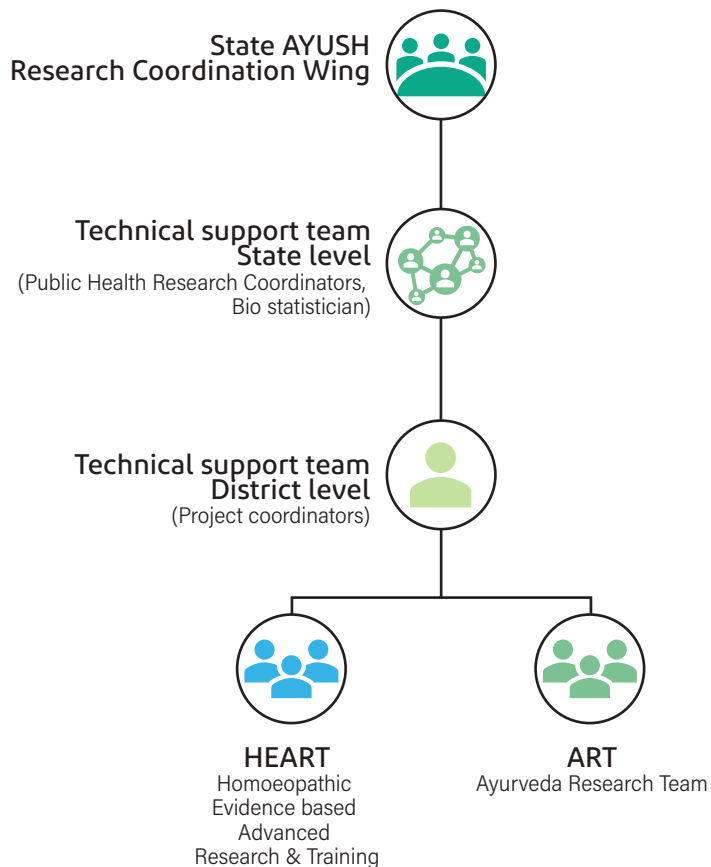 State AYUSH
Research Coordination Wing
Technical support team
State level
(Public Health Research Coordinators,
Bio statistician)
Technical support team
District level
(Project coordinators)
HEART
Homoeopathic
Evidence based
Advanced
Research & Training
ART
Ayurveda Research Team